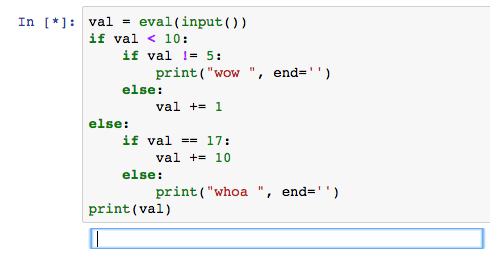 In [*]: val = eval(input())
if val < 10:
    if val != 5:
        print("wow ", end='')
    else:
        val += 1
else:
    if val == 17:
        val += 10
    else:
        print("whoa ", end='')
print(val)